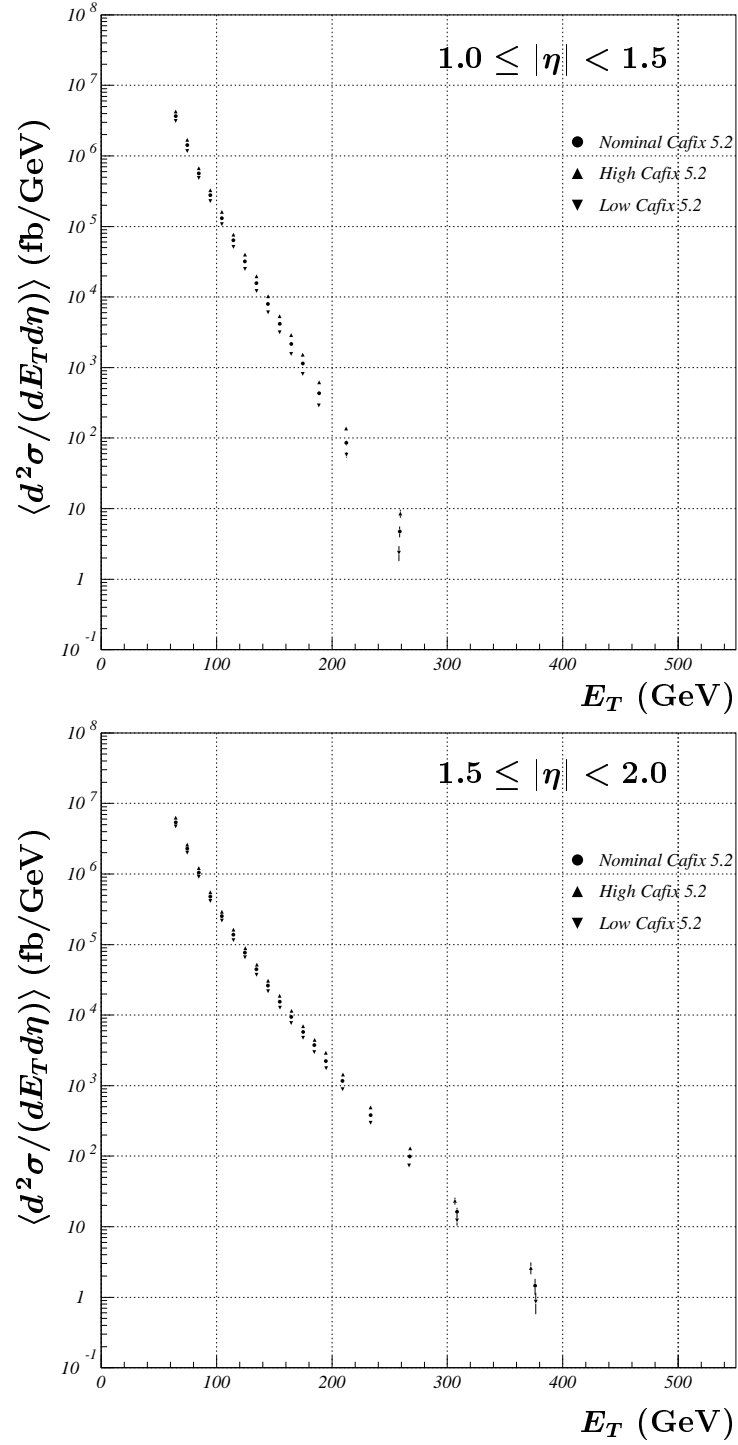 10^8
1.0 ≤ |η| < 1.5
10^7
Nominal Cafix 5.2
10^6
High Cafix 5.2
Low Cafix 5.2
10^5
10^4
10^3
10^2
10
1
10^-1
⟨d²σ/(dE_T dη)⟩ (fb/GeV)
0 100 200 300 400 500
E_T (GeV)
10^8
1.5 ≤ |η| < 2.0
10^7
Nominal Cafix 5.2
10^6
High Cafix 5.2
Low Cafix 5.2
10^5
10^4
10^3
10^2
10
1
10^-1
⟨d²σ/(dE_T dη)⟩ (fb/GeV)
0 100 200 300 400 500
E_T (GeV)